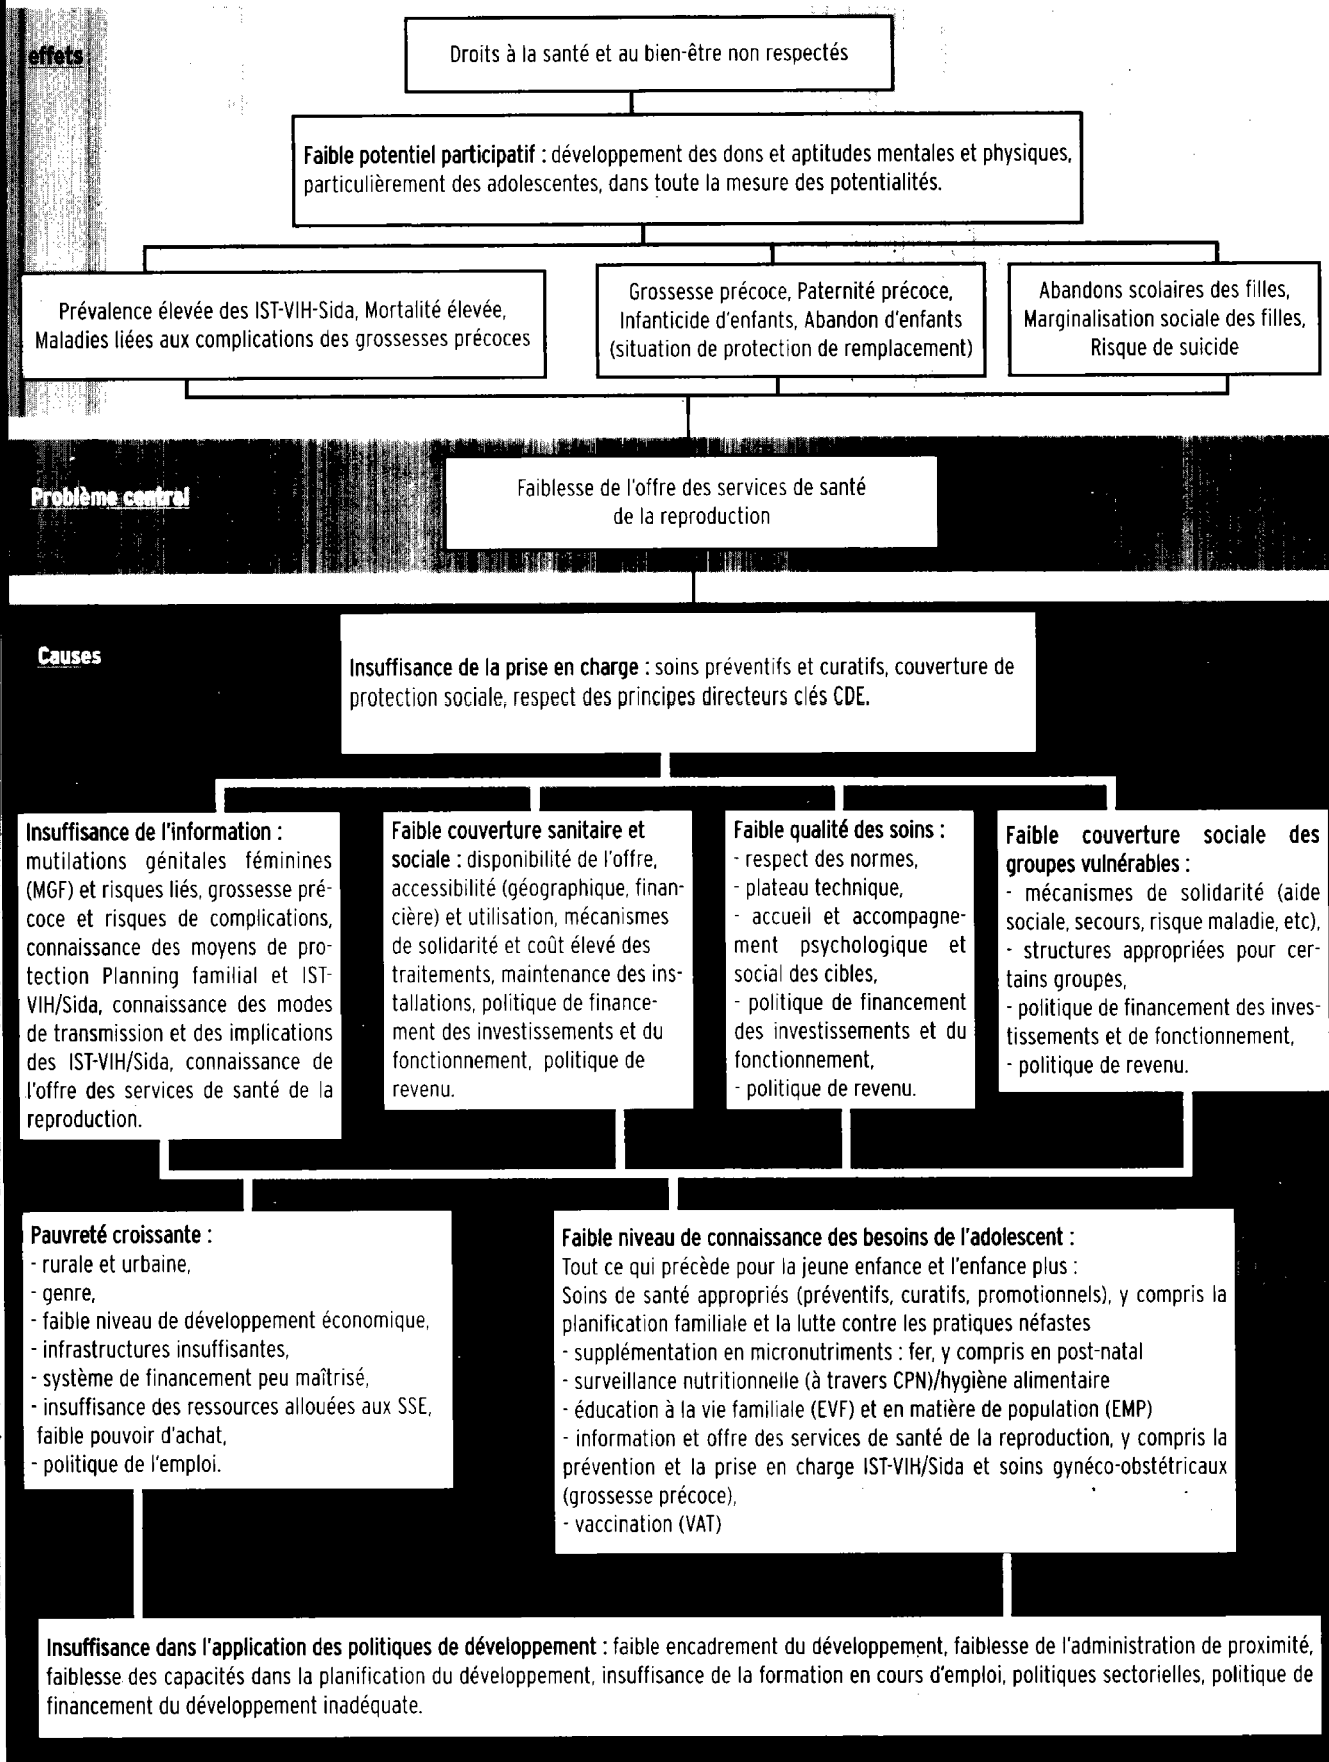 effets
Droits à la santé et au bien-être non respectés
Faible potentiel participatif : développement des dons et aptitudes mentales et physiques,
particulièrement des adolescentes, dans toute la mesure des potentialités.
Prévalence élevée des IST-VIH-Sida, Mortalité élevée,
Maladies liées aux complications des grossesses précoces
Grossesse précoce, Paternité précoce,
Infanticide d'enfants, Abandon d'enfants
(situation de protection de remplacement)
Abandons scolaires des filles,
Marginalisation sociale des filles,
Risque de suicide
Problème central
Faiblesse de l'offre des services de santé
de la reproduction
Causes
Insuffisance de la prise en charge : soins préventifs et curatifs, couverture de
protection sociale, respect des principes directeurs clés CDE.
Insuffisance de l'information :
mutilations génitales féminines
(MGF) et risques liés, grossesse pré-
coce et risques de complications,
connaissance des moyens de pro-
tection Planning familial et IST-
VIH/Sida, connaissance des modes
de transmission et des implications
des IST-VIH/Sida, connaissance de
l'offre des services de santé de la
reproduction.
Faible couverture sanitaire et
sociale : disponibilité de l'offre,
accessibilité (géographique, finan-
cière) et utilisation, mécanismes
de solidarité et coût élevé des
traitements, maintenance des ins-
tallations, politique de finance-
ment des investissements et du
fonctionnement, politique de
revenu.
Faible qualité des soins :
- respect des normes,
- plateau technique,
- accueil et accompagne-
ment psychologique et
social des cibles,
- politique de financement
des investissements et du
fonctionnement,
- politique de revenu.
Faible couverture sociale des
groupes vulnérables :
- mécanismes de solidarité (aide
sociale, secours, risque maladie, etc),
- structures appropriées pour cer-
tains groupes,
- politique de financement des inves-
tissements et de fonctionnement,
- politique de revenu.
Pauvreté croissante :
- rurale et urbaine,
- genre,
- faible niveau de développement économique,
- infrastructures insuffisantes,
- système de financement peu maîtrisé,
- insuffisance des ressources allouées aux SSE,
faible pouvoir d'achat,
- politique de l'emploi.
Faible niveau de connaissance des besoins de l'adolescent :
Tout ce qui précède pour la jeune enfance et l'enfance plus :
Soins de santé appropriés (préventifs, curatifs, promotionnels), y compris la
planification familiale et la lutte contre les pratiques néfastes
- supplémentation en micronutriments : fer, y compris en post-natal
- surveillance nutritionnelle (à travers CPN)/hygiène alimentaire
- éducation à la vie familiale (EVF) et en matière de population (EMP)
- information et offre des services de santé de la reproduction, y compris la
prévention et la prise en charge IST-VIH/Sida et soins gynéco-obstétricaux
(grossesse précoce),
- vaccination (VAT)
Insuffisance dans l'application des politiques de développement : faible encadrement du développement, faiblesse de l'administration de proximité,
faiblesse des capacités dans la planification du développement, insuffisance de la formation en cours d'emploi, politiques sectorielles, politique de
financement du développement inadéquate.